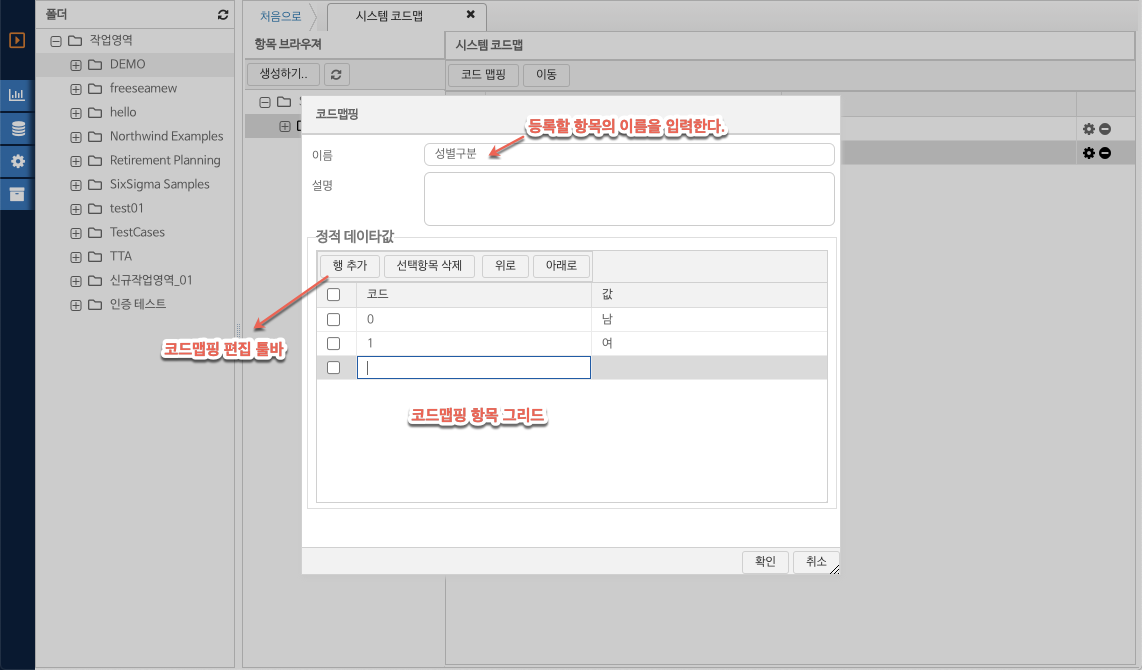 폴더
작업영역
DEMO
freeseamew
hello
Northwind Examples
Retirement Planning
SixSigma Samples
test01
TestCases
TTA
신규작업영역_01
인증 테스트
처음으로
시스템 코드맵
항목 브라우져
생성하기..
시스템 코드맵
코드 맵핑
이동
코드맵핑
등록할 항목의 이름을 입력한다.
이름
성별구분
설명
정적 데이타값
행 추가
선택항목 삭제
위로
아래로
코드
값
0
남
1
여
코드맵핑 편집 툴바
코드맵핑 항목 그리드
확인
취소